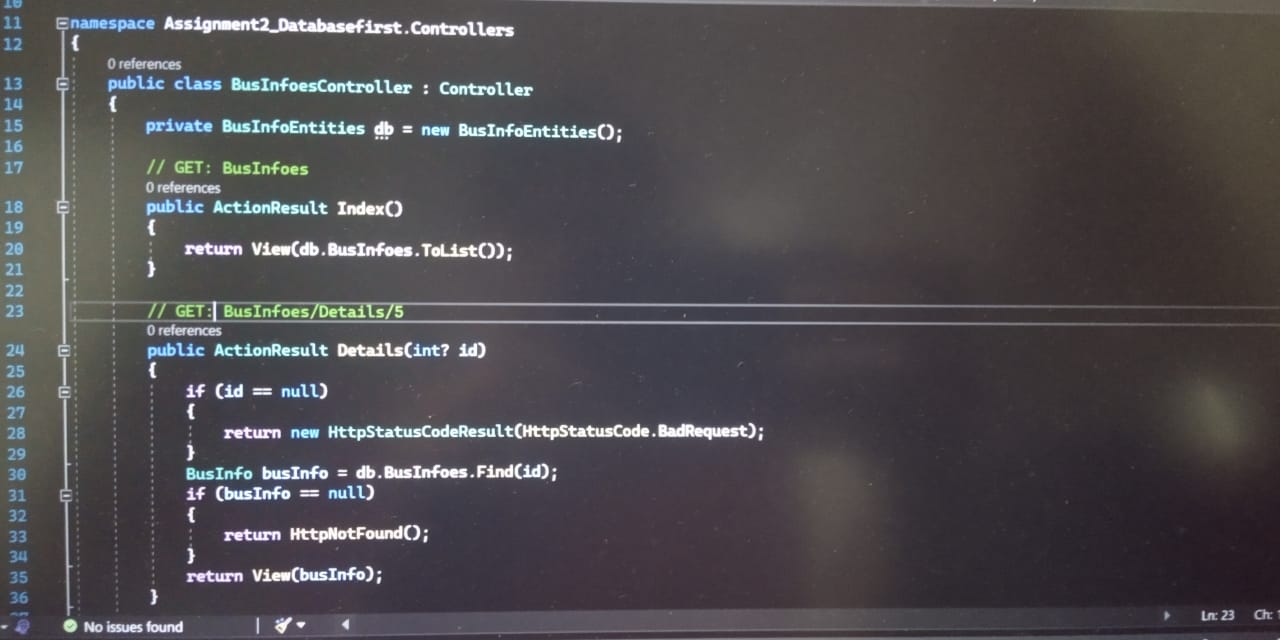 11 namespace Assignment2_Databasefirst.Controllers
12 {
0 references
13 public class BusInfoesController : Controller
14 {
15 private BusInfoEntities db = new BusInfoEntities();
16
17 // GET: BusInfoes
0 references
18 public ActionResult Index()
19 {
20 return View(db.BusInfoes.ToList());
21 }
22
23 // GET: BusInfoes/Details/5
0 references
24 public ActionResult Details(int? id)
25 {
26 if (id == null)
27 {
28 return new HttpStatusCodeResult(HttpStatusCode.BadRequest);
29 }
30 BusInfo busInfo = db.BusInfoes.Find(id);
31 if (busInfo == null)
32 {
33 return HttpNotFound();
34 }
35 return View(busInfo);
36 }
No issues found Ln: 23 Ch: